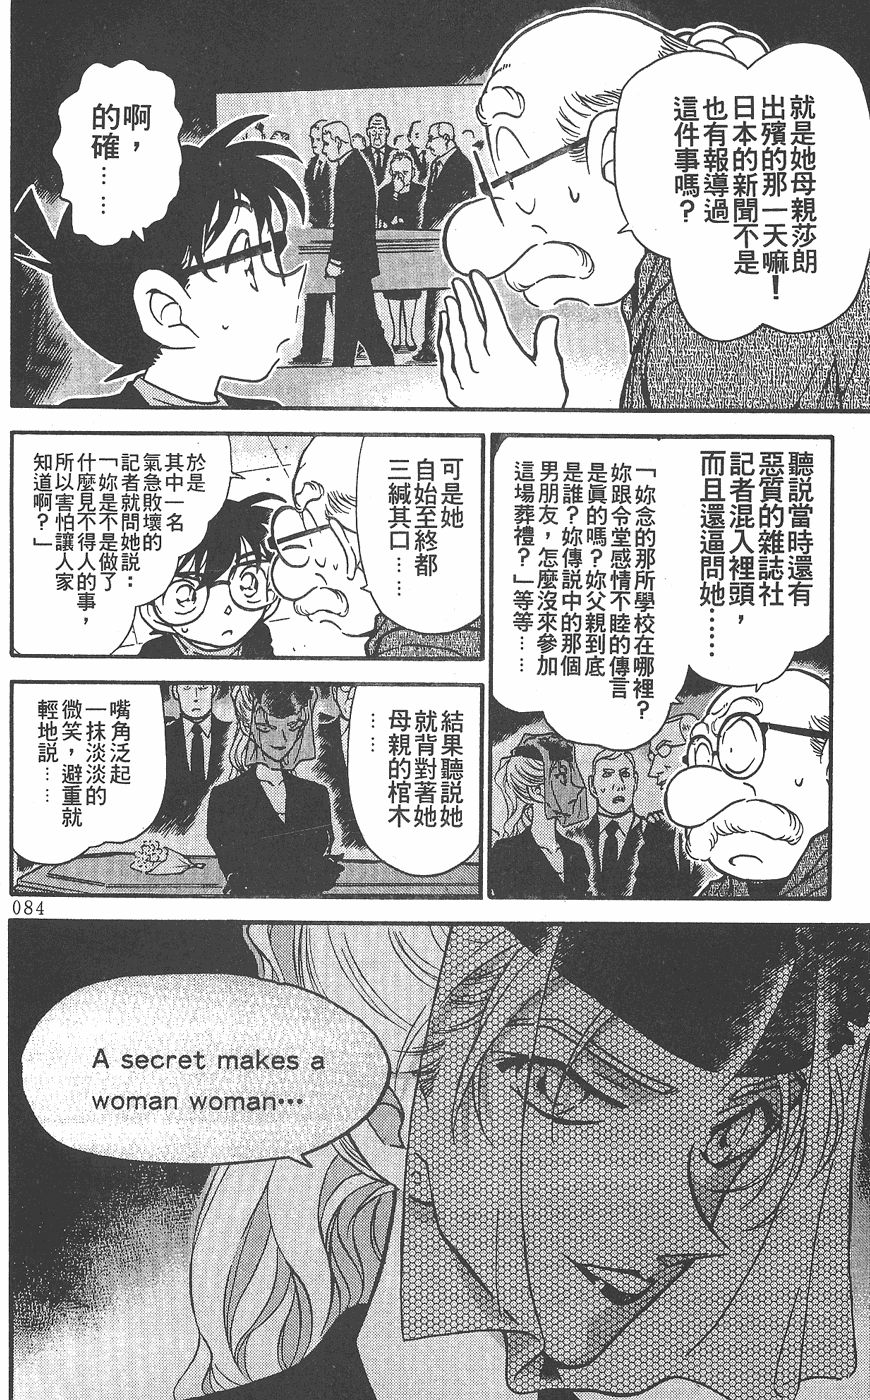 就是她母親莎朗
出殯的那一天嘛！
日本的新聞不是
也有報導過
這件事嗎？
啊，
的確……
聽説當時還有
惡質的雜誌社
記者混入裡頭，
而且還逼問她……
「妳念的那所學校在哪裡？
妳跟令堂感情不睦的傳言
是真的嗎？妳父親到底
是誰？妳傳説中的那個
男朋友，怎麼沒來參加
這場葬禮？」等等……
可是她
自始至終都
三緘其口……
於是
其中一名
氣急敗壞的
記者就問她説：
「妳是不是做了
什麼見不得人的事，
所以害怕讓人家
知道啊？」
結果聽説她
就背對著她
母親的棺木
……
嘴角泛起
一抹淡淡的
微笑，避重就
輕地説……
084
A secret makes a
woman woman…